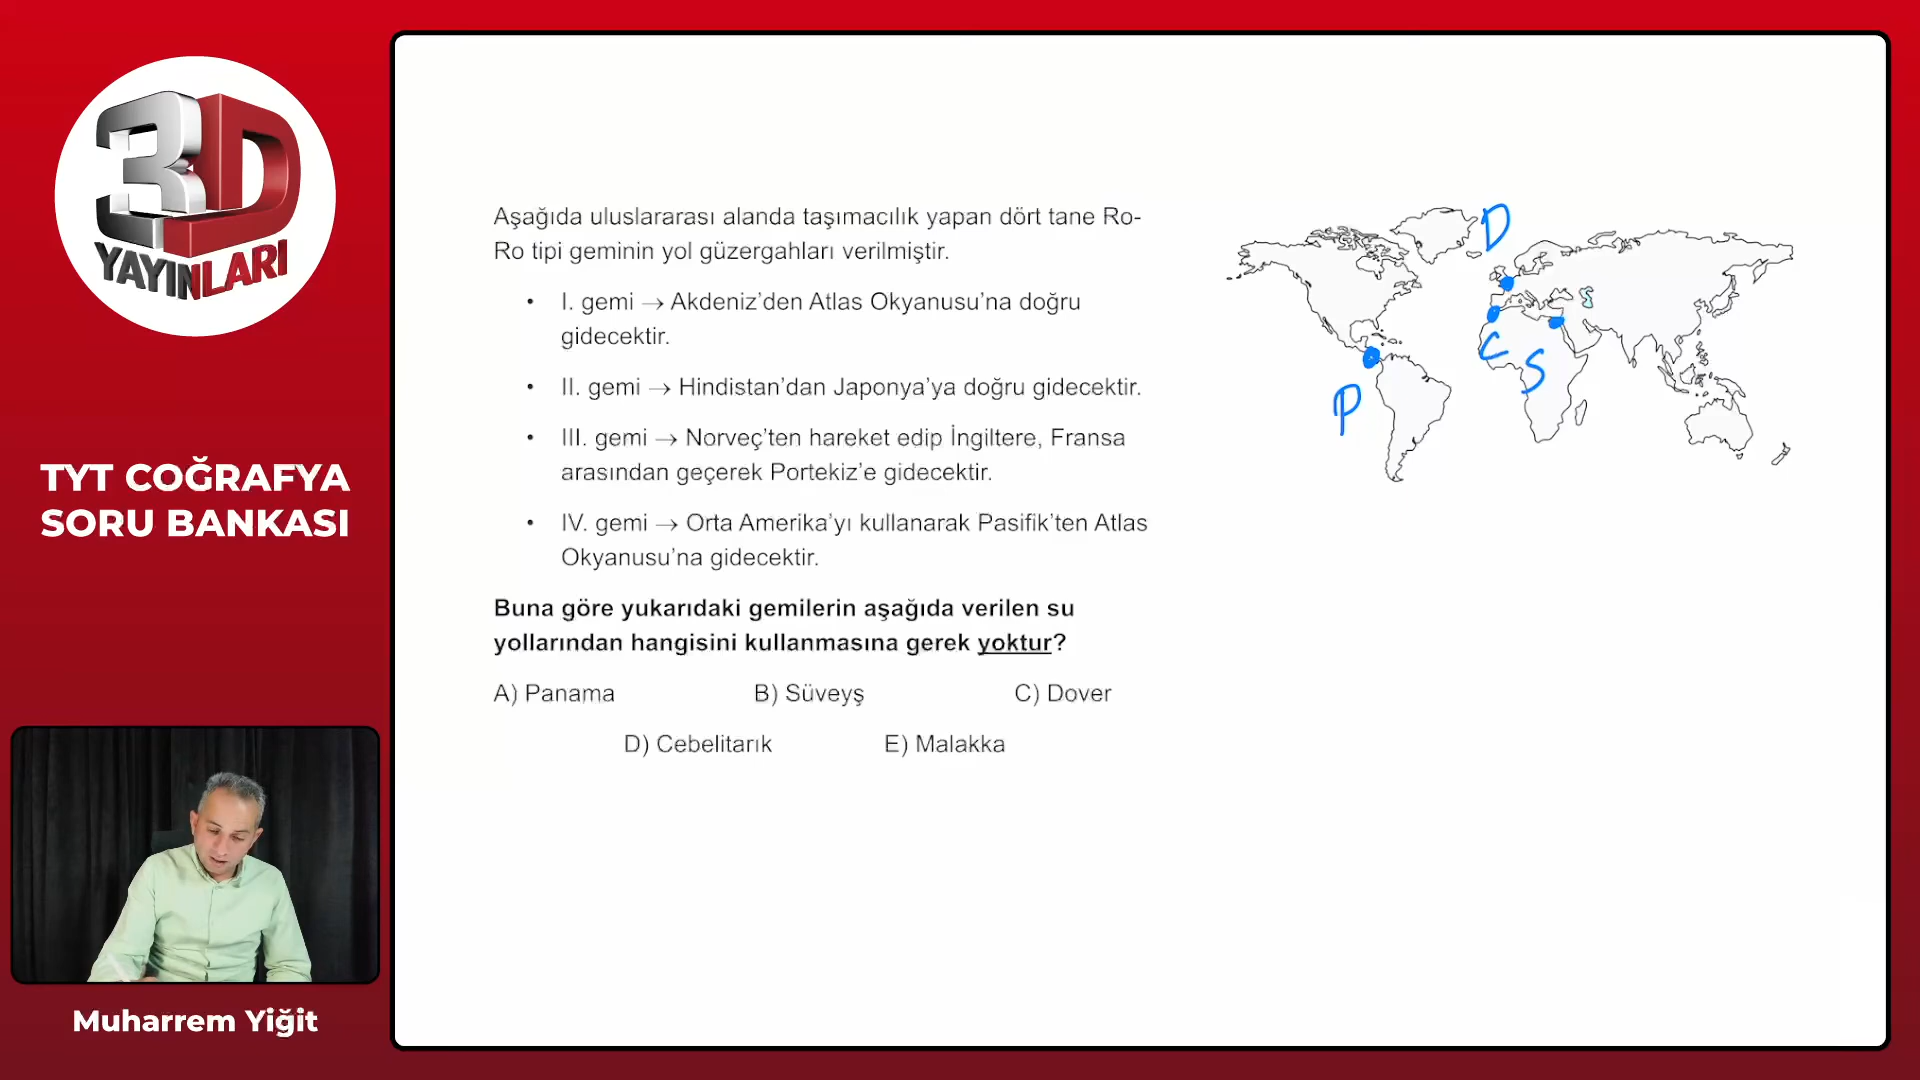 3D
YAYINLARI
TYT COĞRAFYA
SORU BANKASI
Muharrem Yiğit
Aşağıda uluslararası alanda taşımacılık yapan dört tane Ro-
Ro tipi geminin yol güzergahları verilmiştir.
• I. gemi → Akdeniz’den Atlas Okyanusu’na doğru
gidecektir.
• II. gemi → Hindistan’dan Japonya’ya doğru gidecektir.
• III. gemi → Norveç’ten hareket edip İngiltere, Fransa
arasından geçerek Portekiz’e gidecektir.
• IV. gemi → Orta Amerika’yı kullanarak Pasifik’ten Atlas
Okyanusu’na gidecektir.
Buna göre yukarıdaki gemilerin aşağıda verilen su
yollarından hangisini kullanmasına gerek yoktur?
A) Panama B) Süveyş C) Dover
D) Cebelitarık E) Malakka
D
C
S
P